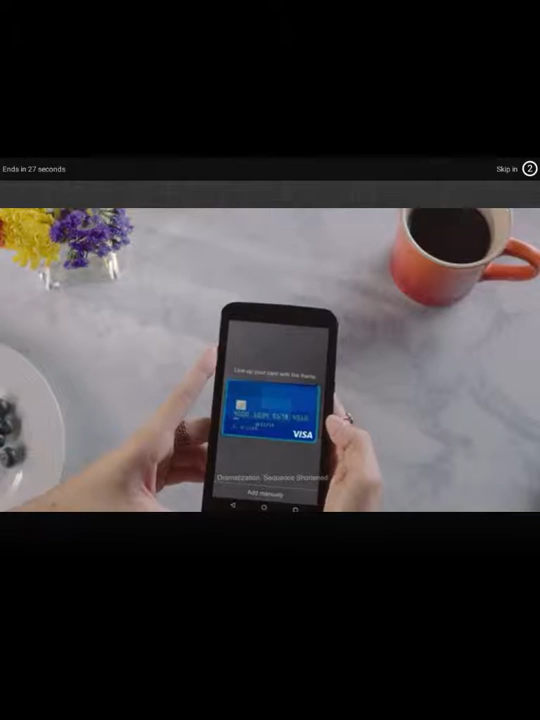 Ends in 27 seconds
Skip in 2
Line up your card with the frame
VISA
Dramatization. Sequence Shortened
Add manually